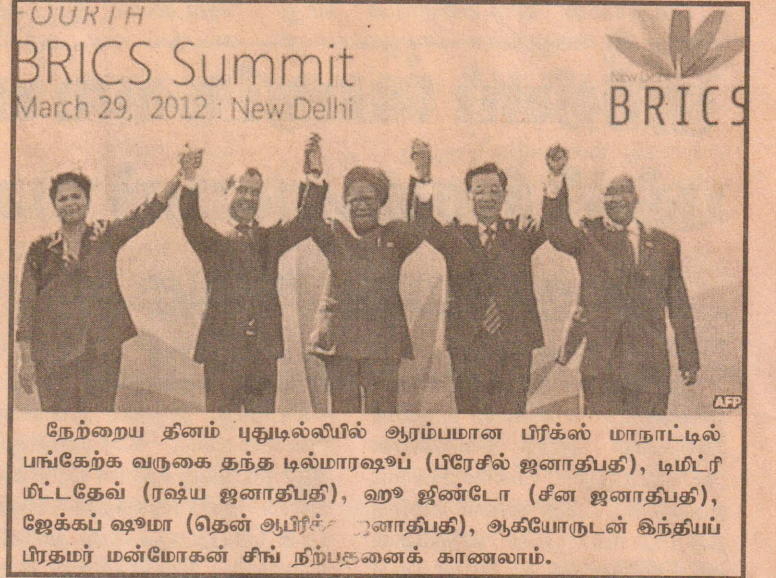 FOURTH
BRICS Summit
March 29, 2012 : New Delhi
New Delhi
BRICS
AFP
நேற்றைய தினம் புதுடில்லியில் ஆரம்பமான பிரிக்ஸ் மாநாட்டில்
பங்கேற்க வருகை தந்த டில்மாரஷூப் (பிரேசில் ஜனாதிபதி), டிமிட்ரி
மிட்டதேவ் (ரஷ்ய ஜனாதிபதி), ஹூ ஜிண்டோ (சீன ஜனாதிபதி),
ஜேக்கப் ஷூமா (தென் ஆபிரிக்க ஜனாதிபதி), ஆகியோருடன் இந்தியப்
பிரதமர் மன்மோகன் சிங் நிற்பதனைக் காணலாம்.